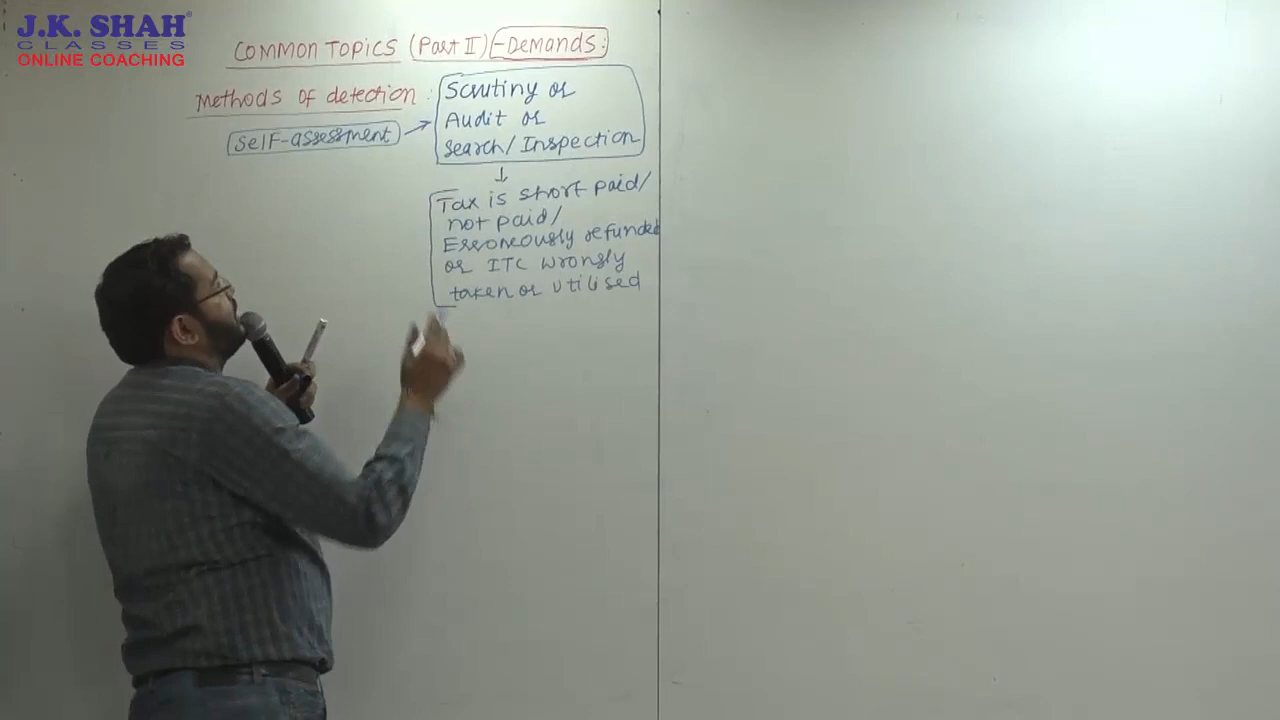 J.K. SHAH®
CLASSES
ONLINE COACHING
COMMON TOPICS (Part II) - Demands:
Methods of detection:
Self-assessment → Scrutiny or
Audit or
Search/Inspection
↓
Tax is short paid/
not paid/
Erroneously refunded
or ITC wrongly
taken or utilised